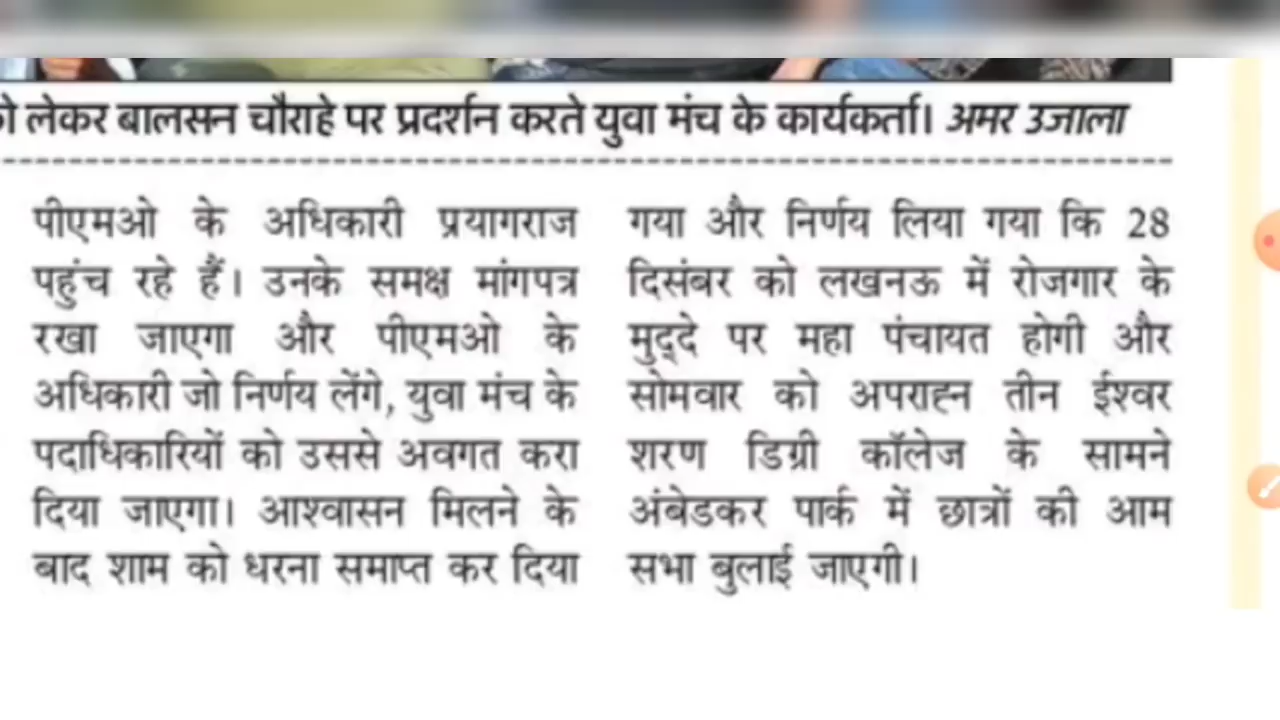 लेकर बालसन चौराहे पर प्रदर्शन करते युवा मंच के कार्यकर्ता। अमर उजाला
पीएमओ के अधिकारी प्रयागराज
पहुंच रहे हैं। उनके समक्ष मांगपत्र
रखा जाएगा और पीएमओ के
अधिकारी जो निर्णय लेंगे, युवा मंच के
पदाधिकारियों को उससे अवगत करा
दिया जाएगा। आश्वासन मिलने के
बाद शाम को धरना समाप्त कर दिया
गया और निर्णय लिया गया कि 28
दिसंबर को लखनऊ में रोजगार के
मुद्दे पर महा पंचायत होगी और
सोमवार को अपराह्न तीन ईश्वर
शरण डिग्री कॉलेज के सामने
अंबेडकर पार्क में छात्रों की आम
सभा बुलाई जाएगी।